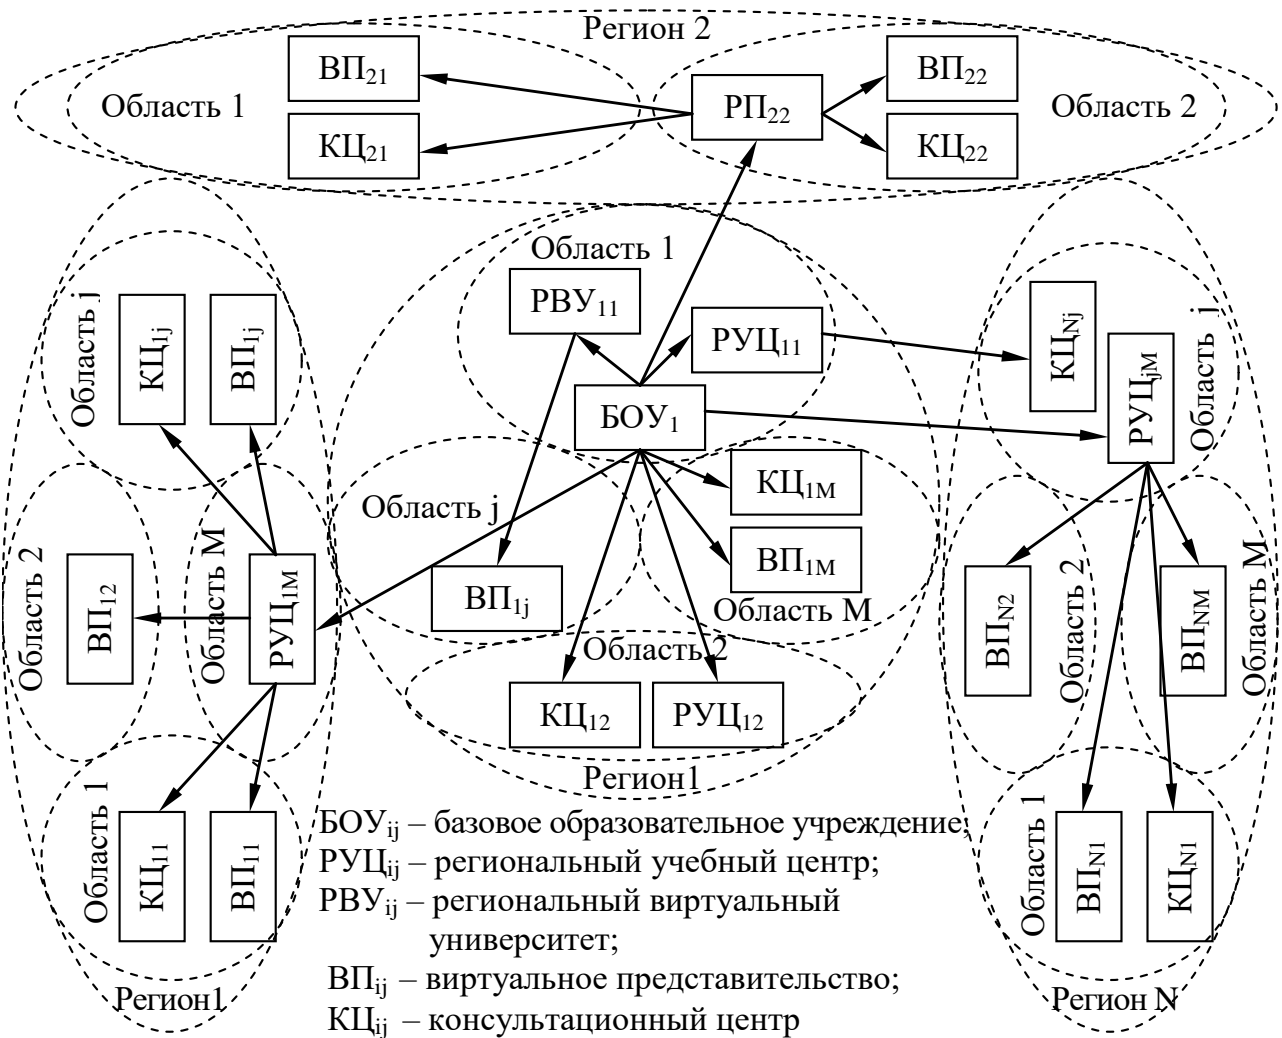 Регион 2
Область 1
ВП21
КЦ21
РП22
ВП22
КЦ22
Область 2
Область j
КЦ1j
ВП1j
Область 2
ВП12
Область M
РУЦ1M
Область 1
КЦ11
ВП11
Регион1
Область 1
РВУ11
РУЦ11
БОУ1
Область j
ВП1j
КЦ1M
ВП1M
Область M
Область 2
КЦ12
РУЦ12
Регион1
КЦNj
РУЦjM
Область j
ВПN2
Область 2
ВПNM
Область M
Область 1
ВПN1
КЦN1
Регион N
БОУij – базовое образовательное учреждение;
РУЦij – региональный учебный центр;
РВУij – региональный виртуальный
университет;
ВПij – виртуальное представительство;
КЦij – консультационный центр